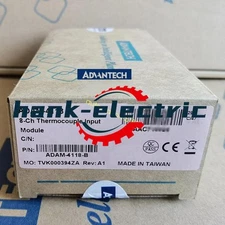 ADVANTECH
8-Ch Thermocouple Input
Module
C/N:
hank-electric
P/N: ADAM-4118-B
MO: TVK000394ZA Rev: A1
MADE IN TAIWAN